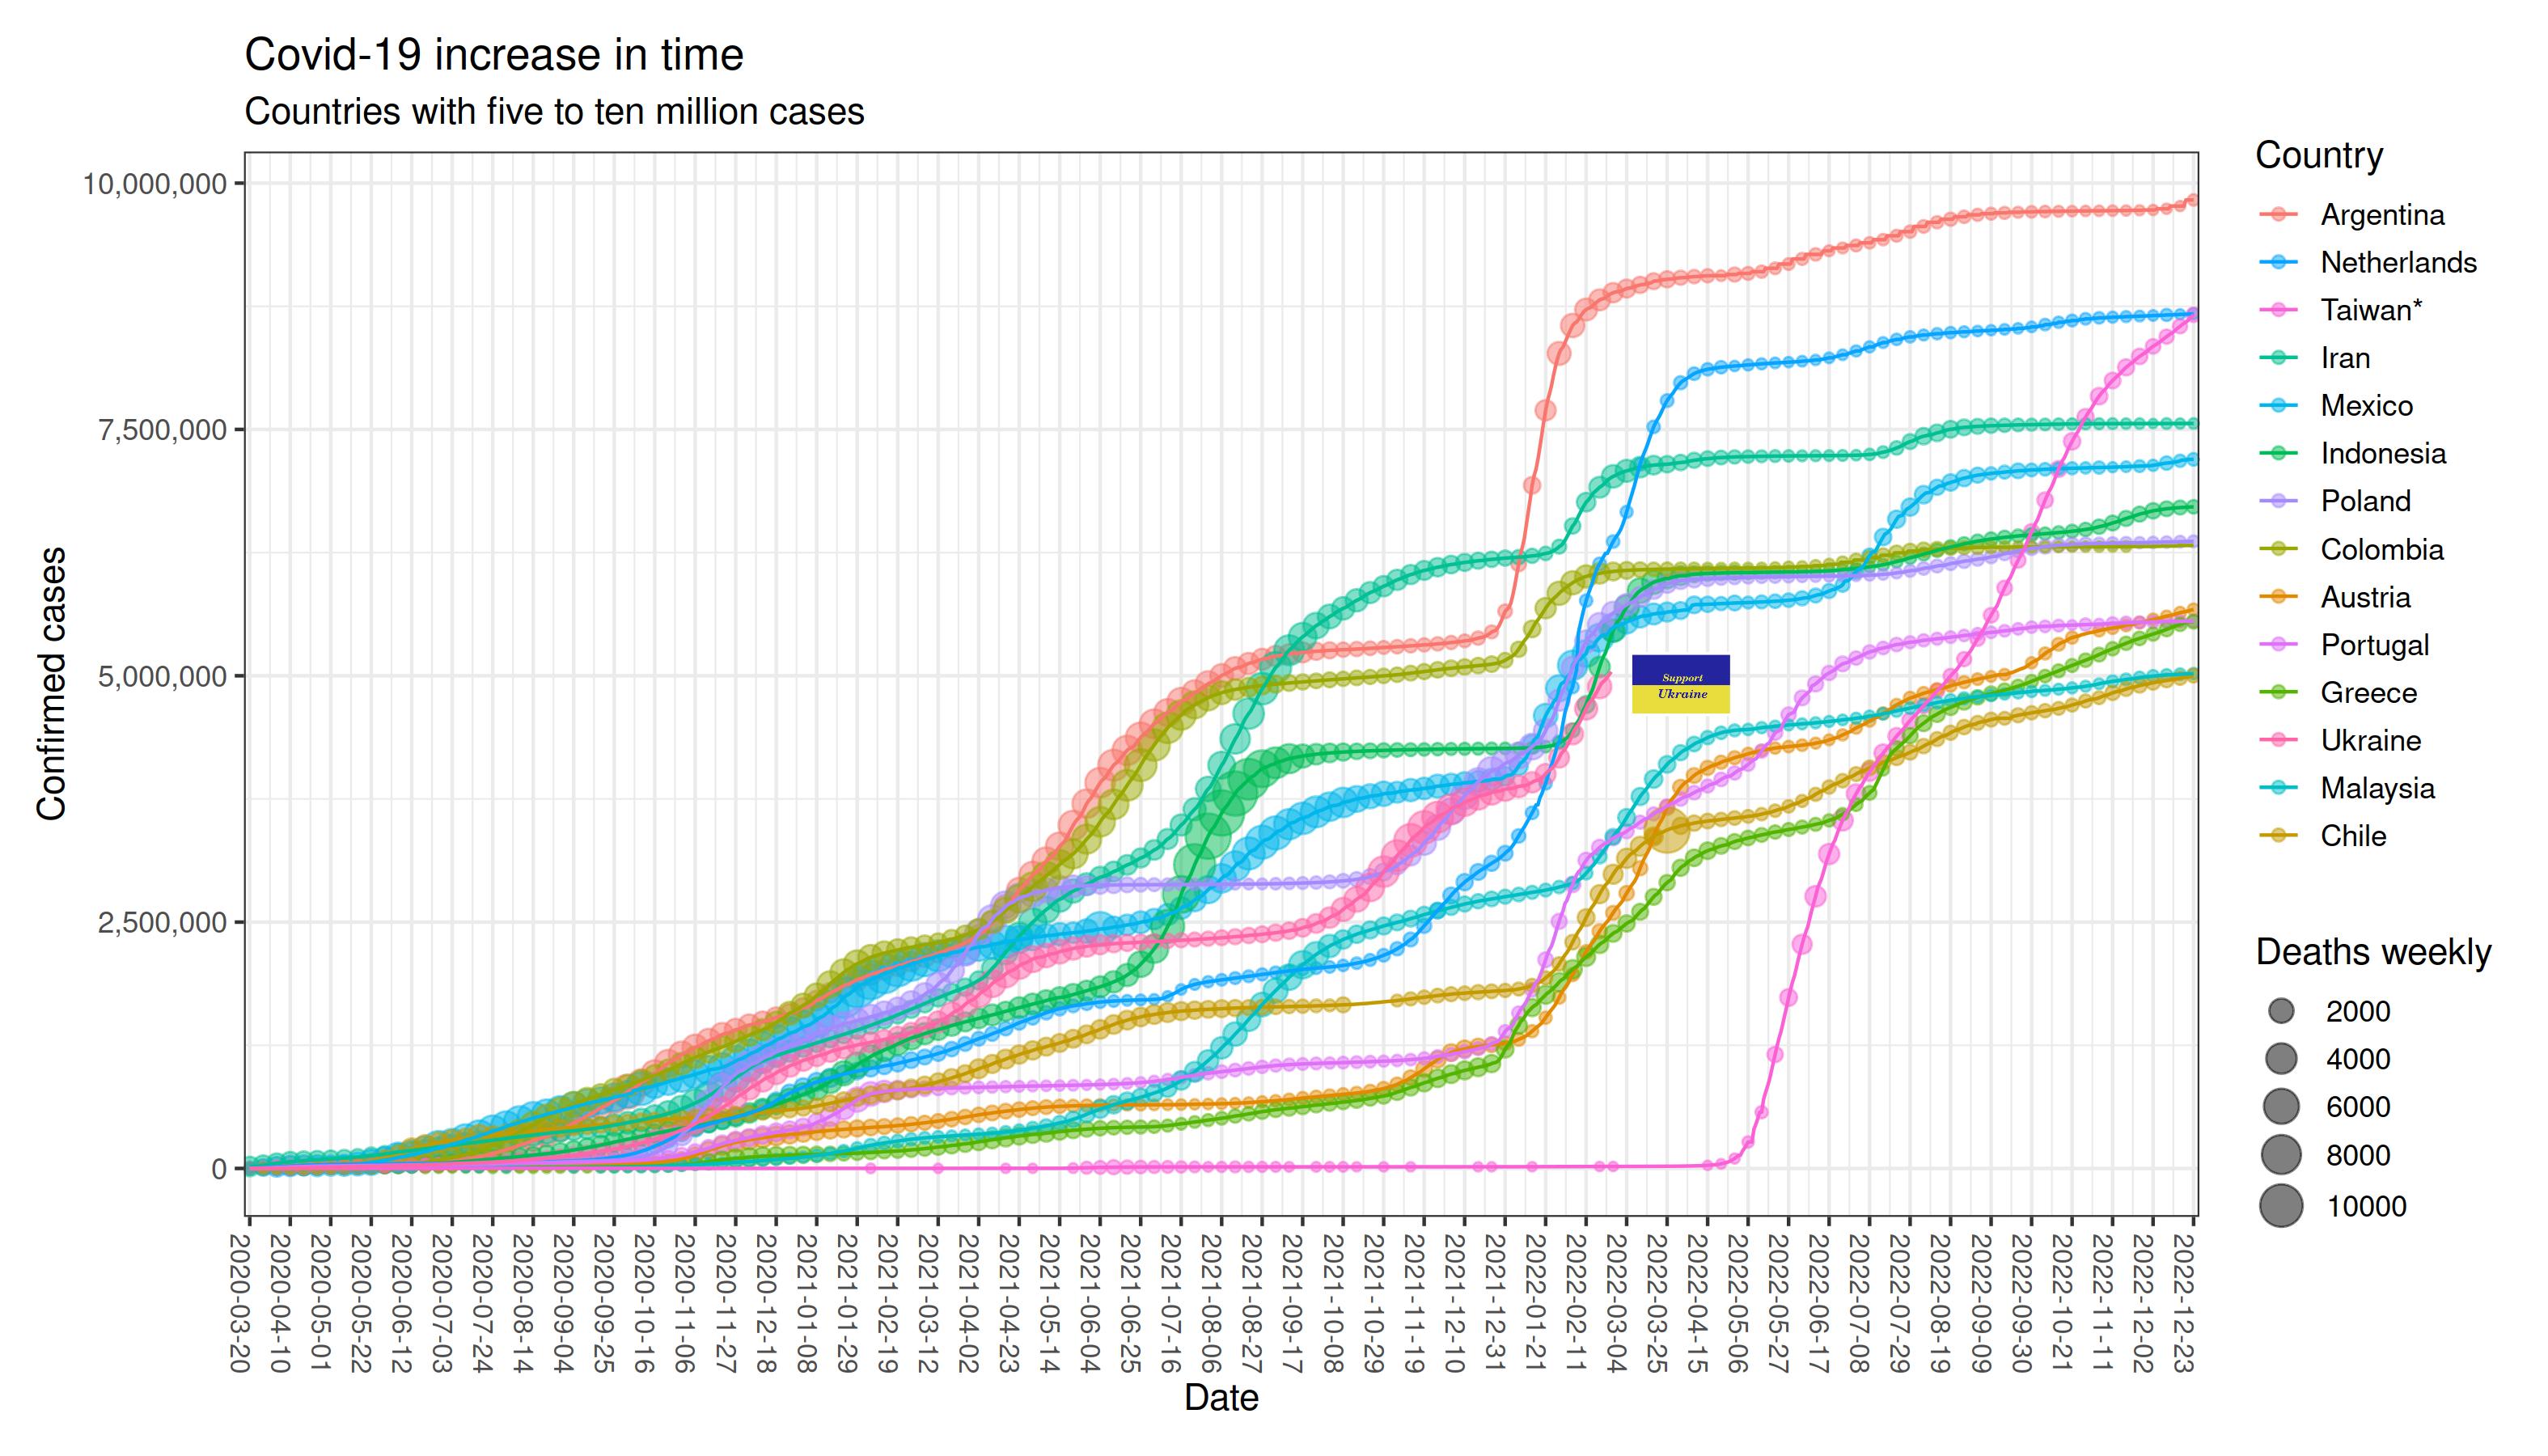 Covid-19 increase in time
Countries with five to ten million cases
10,000,000
7,500,000
5,000,000
2,500,000
0
Confirmed cases
Support
Ukraine
2020-03-20
2020-04-10
2020-05-01
2020-05-22
2020-06-12
2020-07-03
2020-07-24
2020-08-14
2020-09-04
2020-09-25
2020-10-16
2020-11-06
2020-11-27
2020-12-18
2021-01-08
2021-01-29
2021-02-19
2021-03-12
2021-04-02
2021-04-23
2021-05-14
2021-06-04
2021-06-25
2021-07-16
2021-08-06
2021-08-27
2021-09-17
2021-10-08
2021-10-29
2021-11-19
2021-12-10
2021-12-31
2022-01-21
2022-02-11
2022-03-04
2022-03-25
2022-04-15
2022-05-06
2022-05-27
2022-06-17
2022-07-08
2022-07-29
2022-08-19
2022-09-09
2022-09-30
2022-10-21
2022-11-11
2022-12-02
2022-12-23
Date
Country
Argentina
Netherlands
Taiwan*
Iran
Mexico
Indonesia
Poland
Colombia
Austria
Portugal
Greece
Ukraine
Malaysia
Chile
Deaths weekly
2000
4000
6000
8000
10000